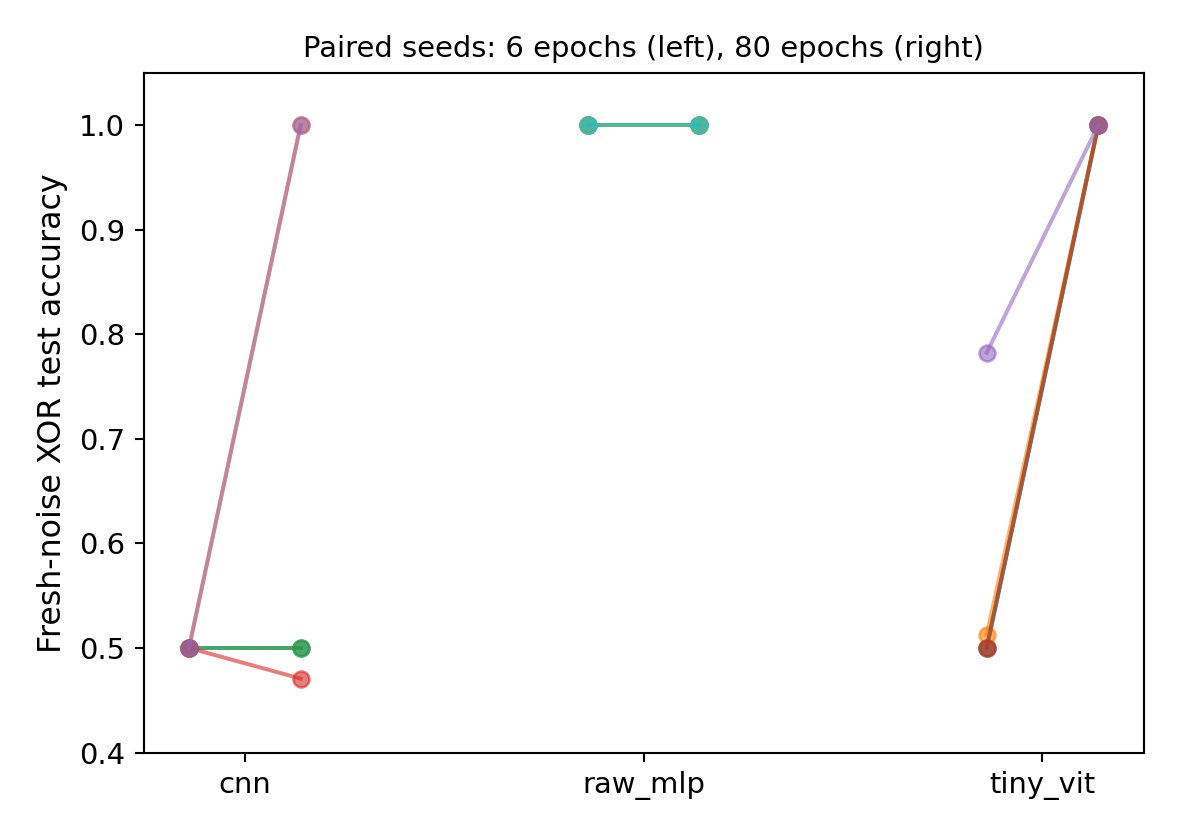 Paired seeds: 6 epochs (left), 80 epochs (right)
Fresh-noise XOR test accuracy
1.0
0.9
0.8
0.7
0.6
0.5
0.4
cnn
raw_mlp
tiny_vit